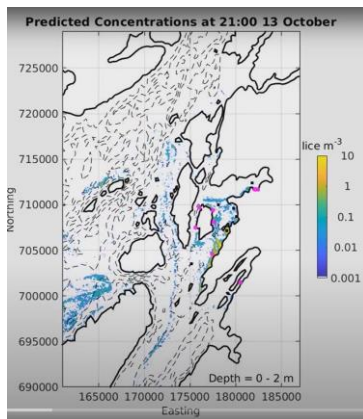 Predicted Concentrations at 21:00 13 October
725000
720000
715000
710000
705000
700000
695000
690000
Northing
165000 170000 175000 180000 185000
Easting
Depth = 0 - 2 m
lice m⁻³
10
1
0.1
0.01
0.001